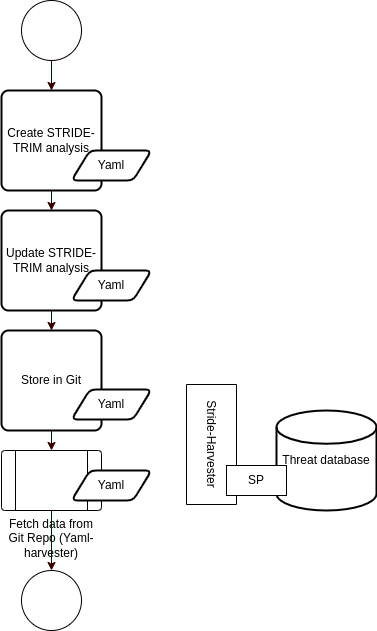 Create STRIDE-
TRIM analysis
Yaml
Update STRIDE-
TRIM analysis
Yaml
Store in Git
Yaml
Stride-Harvester
Threat database
SP
Yaml
Fetch data from
Git Repo (Yaml-
harvester)